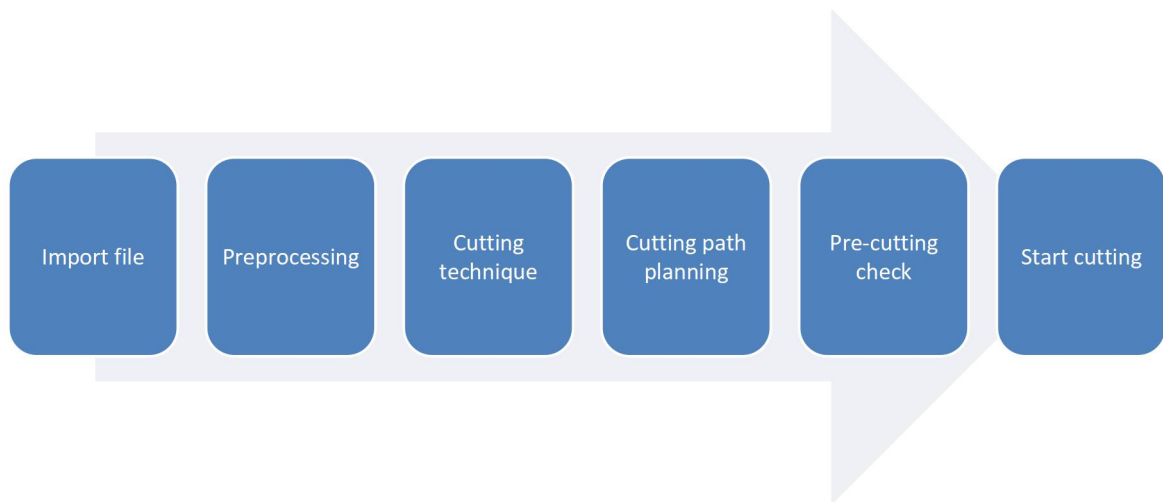 Import file
Preprocessing
Cutting
technique
Cutting path
planning
Pre-cutting
check
Start cutting